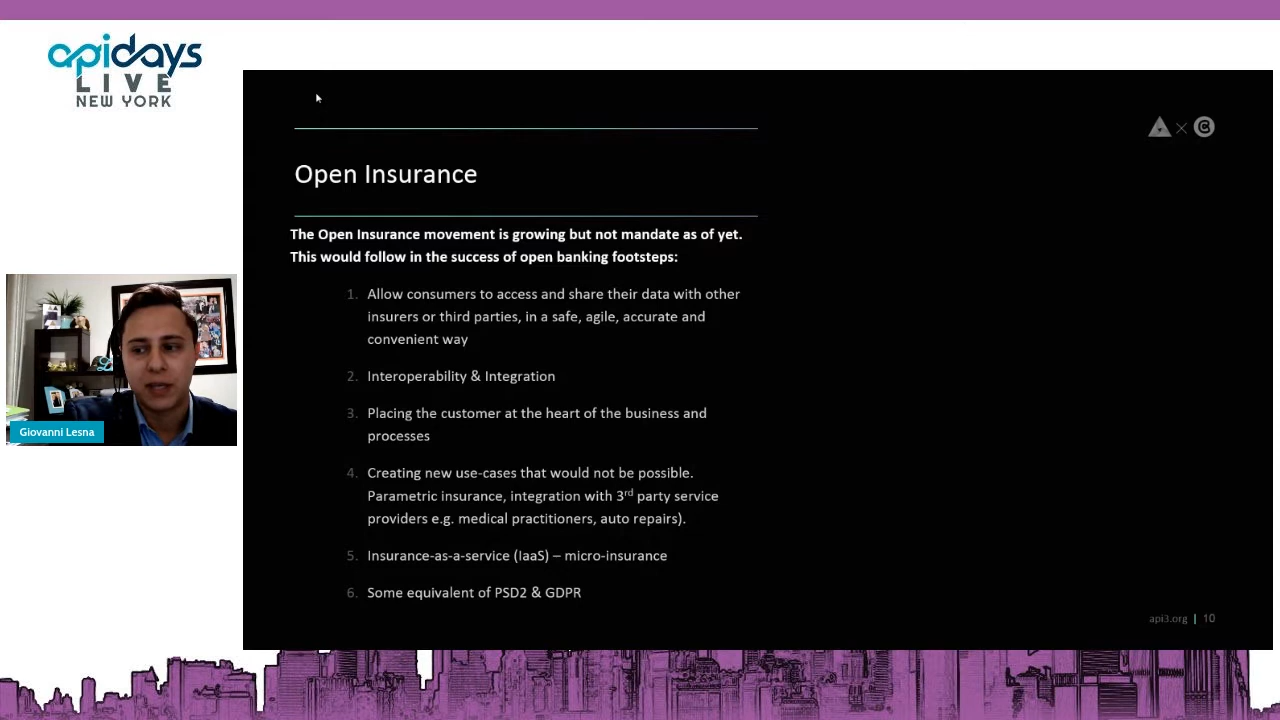 apidays
LIVE
NEW YORK
Open Insurance
The Open Insurance movement is growing but not mandate as of yet.
This would follow in the success of open banking footsteps:
1. Allow consumers to access and share their data with other
insurers or third parties, in a safe, agile, accurate and
convenient way
2. Interoperability & Integration
3. Placing the customer at the heart of the business and
processes
4. Creating new use-cases that would not be possible.
Parametric insurance, integration with 3rd party service
providers e.g. medical practitioners, auto repairs).
5. Insurance-as-a-service (IaaS) – micro-insurance
6. Some equivalent of PSD2 & GDPR
Giovanni Lesna
api3.org | 10